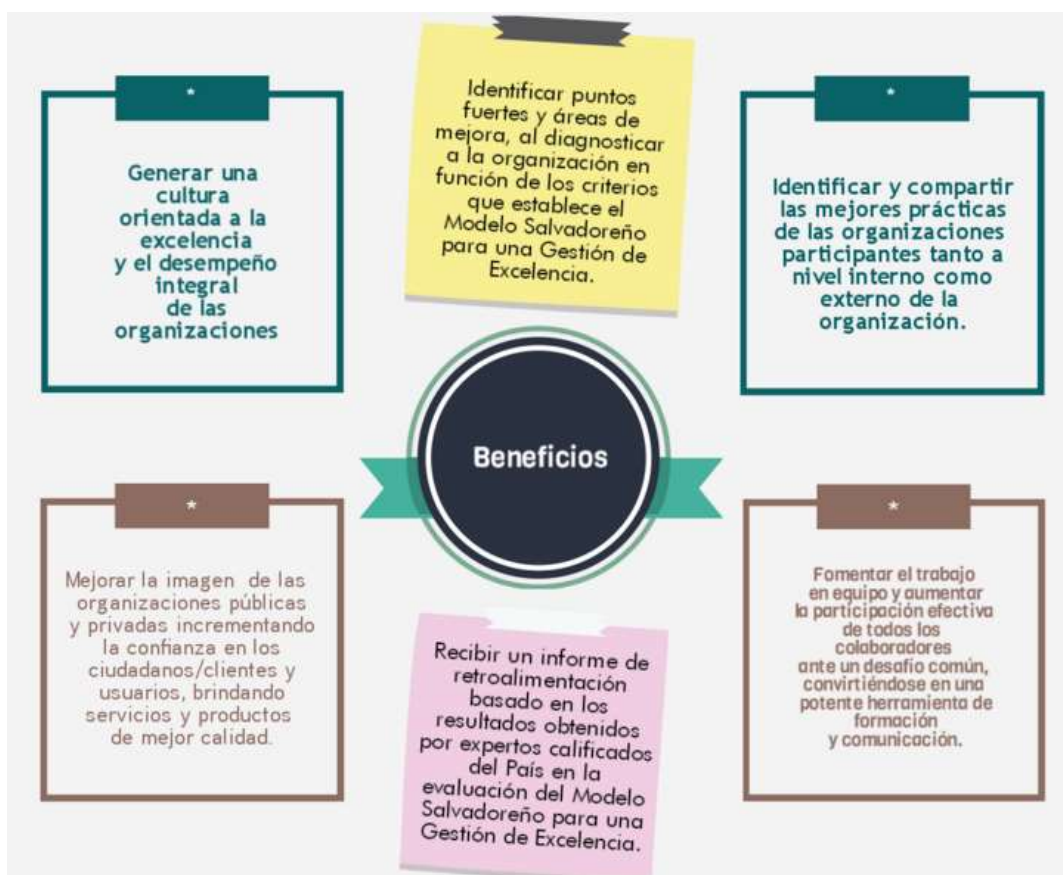 *
Generar una
cultura
orientada a la
excelencia
y el desempeño
integral
de las
organizaciones
Identificar puntos
fuertes y áreas de
mejora, al diagnosticar
a la organización en
función de los criterios
que establece el
Modelo Salvadoreño
para una Gestión de
Excelencia.
*
Identificar y compartir
las mejores prácticas
de las organizaciones
participantes tanto a
nivel interno como
externo de la
organización.
Beneficios
*
Mejorar la imagen de las
organizaciones públicas
y privadas incrementando
la confianza en los
ciudadanos/clientes y
usuarios, brindando
servicios y productos
de mejor calidad.
Recibir un informe de
retroalimentación
basado en los
resultados obtenidos
por expertos calificados
del País en la
evaluación del Modelo
Salvadoreño para una
Gestión de Excelencia.
*
Fomentar el trabajo
en equipo y aumentar
la participación efectiva
de todos los
colaboradores
ante un desafío común,
convirtiéndose en una
potente herramienta de
formación
y comunicación.